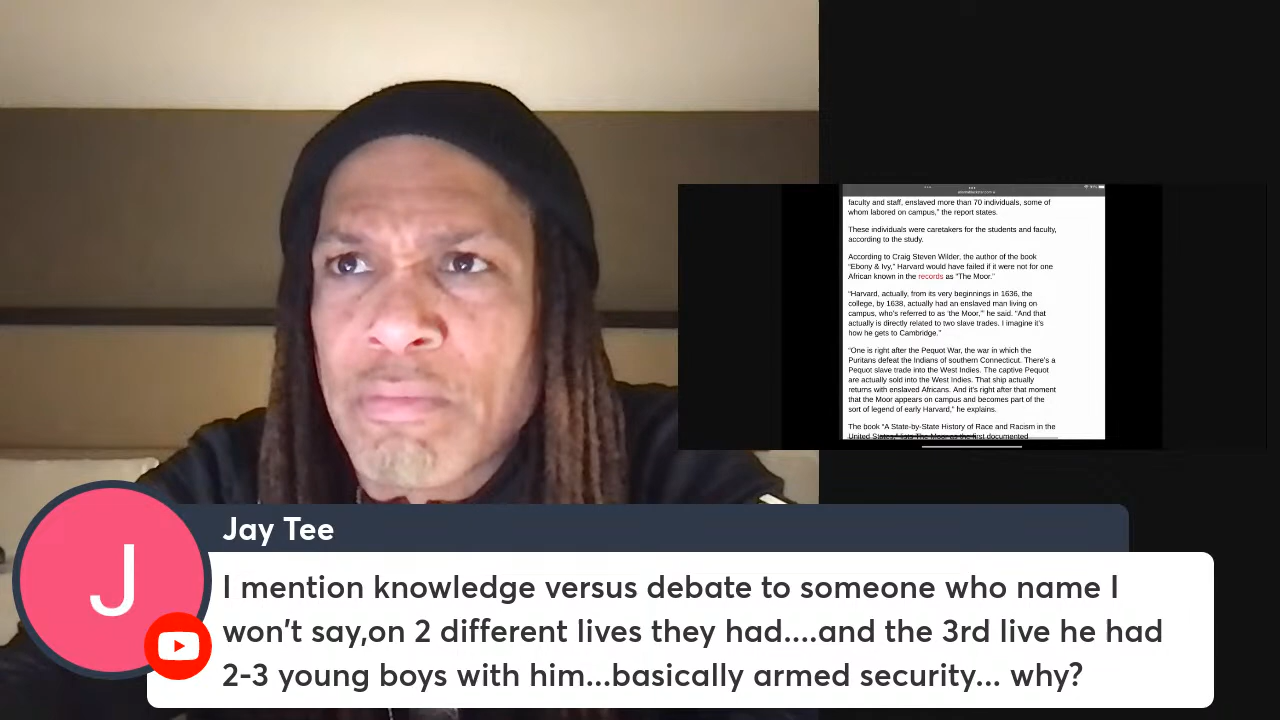 faculty and staff, enslaved more than 70 individuals, some of
whom labored on campus," the report states.
These individuals were caretakers for the students and faculty,
according to the study.
According to Craig Steven Wilder, the author of the book
"Ebony & Ivy," Harvard would have failed if it were not for one
African known in the records as "The Moor."
"Harvard, actually, from its very beginnings in 1636, the
college, by 1638, actually had an enslaved man living on
campus, who's referred to as 'the Moor,'" he said. "And that
actually is directly related to two slave trades. I imagine it's
how he gets to Cambridge."
"One is right after the Pequot War, the war in which the
Puritans defeat the Indians of southern Connecticut. There's a
Pequot slave trade into the West Indies. The captive Pequot
are actually sold into the West Indies. That ship actually
returns with enslaved Africans. And it's right after that moment
that the Moor appears on campus and becomes part of the
sort of legend of early Harvard," he explains.
The book "A State-by-State History of Race and Racism in the
United States," lists The Moor as the first documented
Jay Tee
J
I mention knowledge versus debate to someone who name I
won't say,on 2 different lives they had....and the 3rd live he had
2-3 young boys with him...basically armed security... why?